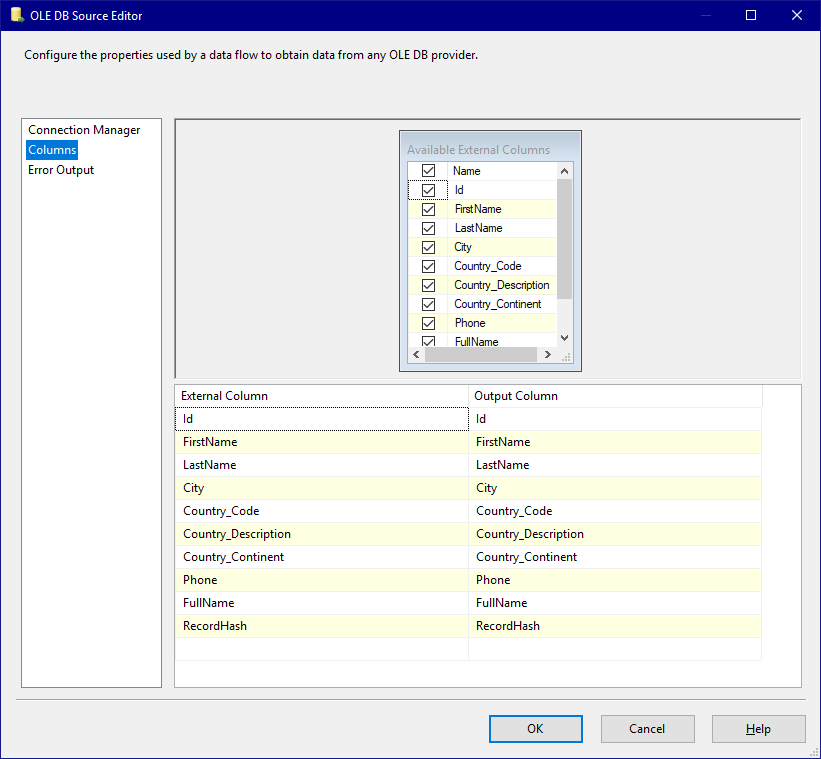 OLE DB Source Editor
Configure the properties used by a data flow to obtain data from any OLE DB provider.
Connection Manager
Columns
Error Output
Available External Columns
Name
Id
FirstName
LastName
City
Country_Code
Country_Description
Country_Continent
Phone
FullName
External Column Output Column
Id Id
FirstName FirstName
LastName LastName
City City
Country_Code Country_Code
Country_Description Country_Description
Country_Continent Country_Continent
Phone Phone
FullName FullName
RecordHash RecordHash
OK Cancel Help